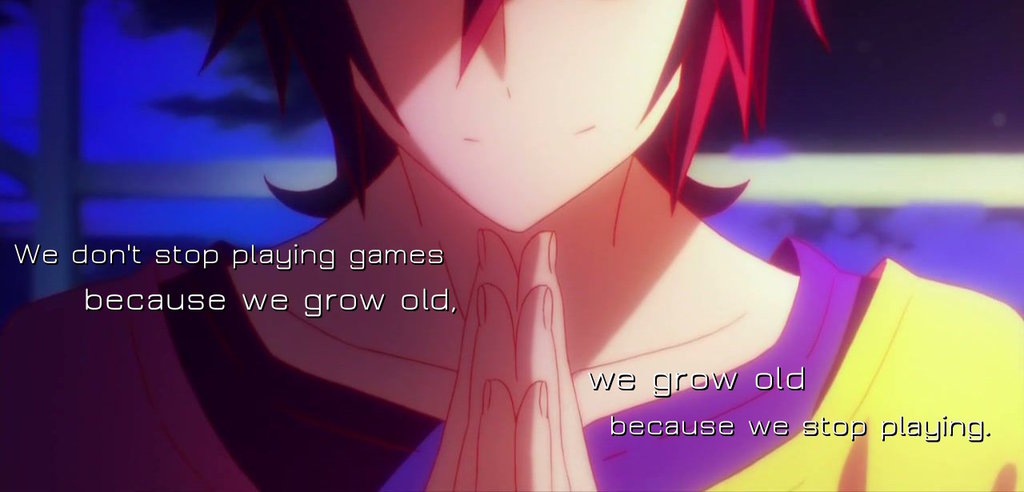 We don't stop playing games
because we grow old,
we grow old
because we stop playing.